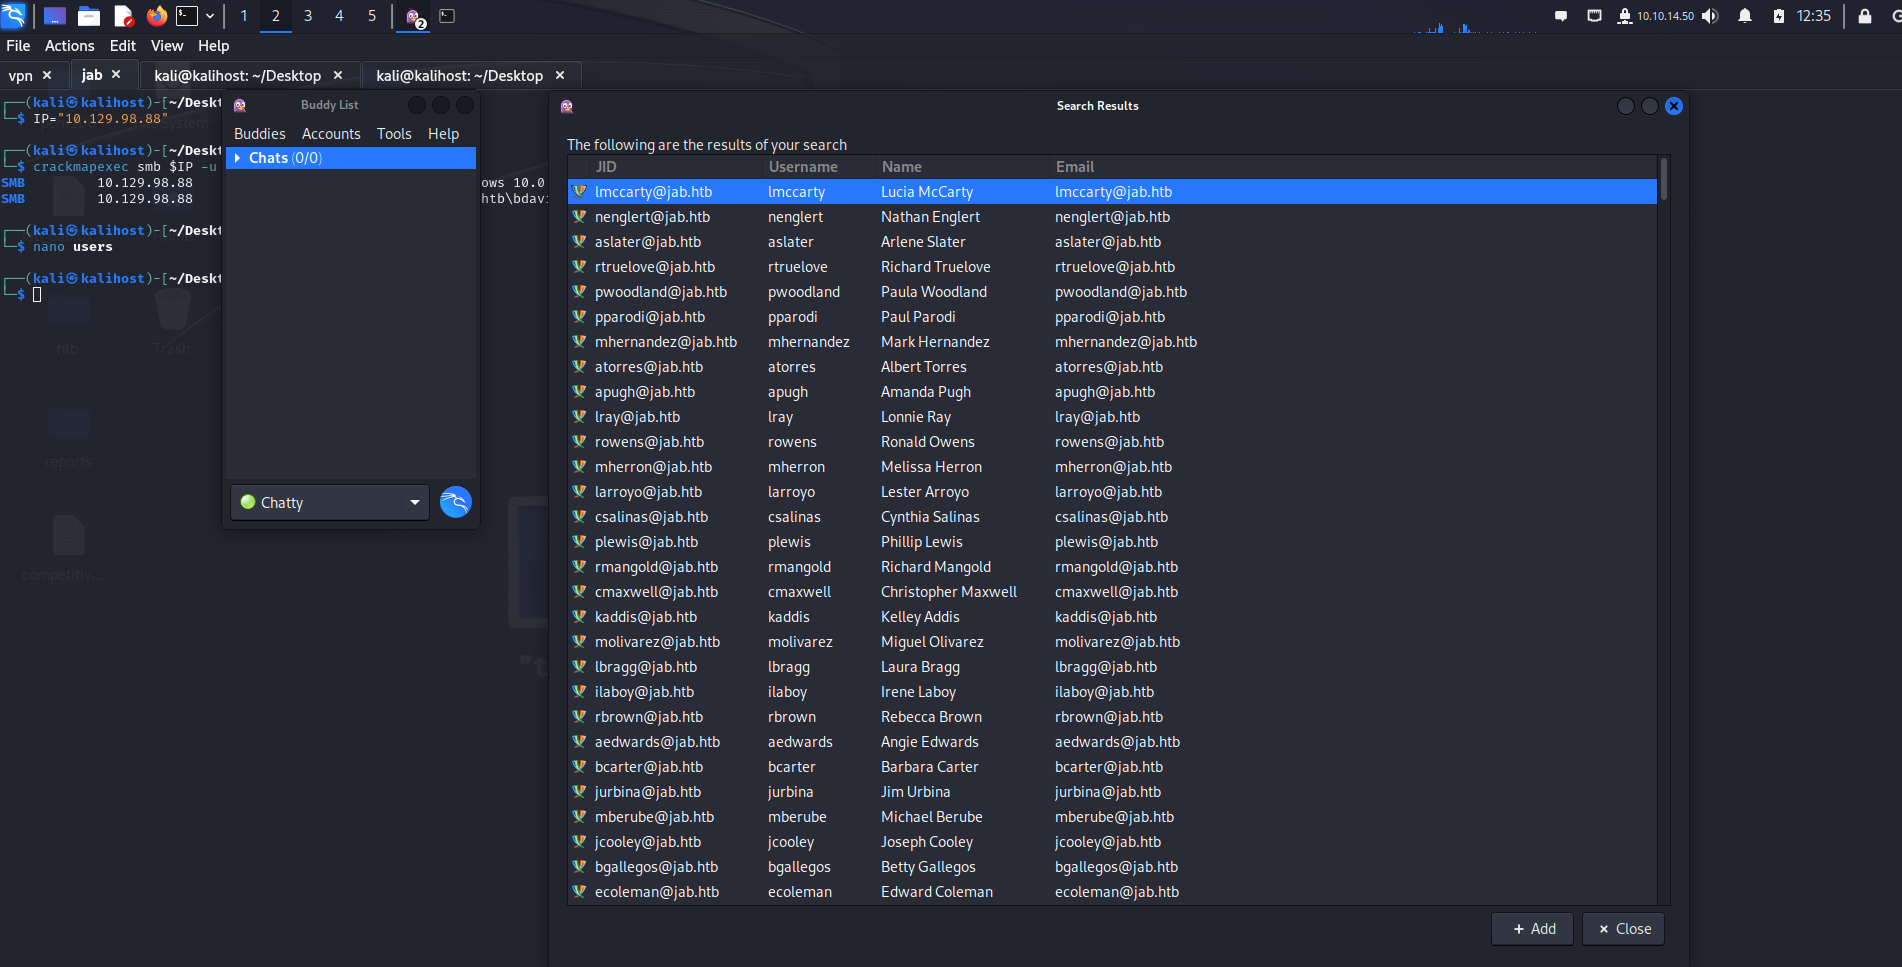 1 2 3 4 5 2 10.10.14.50 12:35
File Actions Edit View Help
vpn × jab × kali@kalihost: ~/Desktop × kali@kalihost: ~/Desktop ×
(kali㉿kalihost)-[~/Deskt
$ IP="10.129.98.88"
(kali㉿kalihost)-[~/Deskt
$ crackmapexec smb $IP -u
SMB 10.129.98.88 ows 10.0
SMB 10.129.98.88 htb\bdavi
(kali㉿kalihost)-[~/Deskt
$ nano users
(kali㉿kalihost)-[~/Deskt
$
htb
Trash
reports
competitiv...
"t
Buddy List
Buddies Accounts Tools Help
Chats (0/0)
Chatty
Search Results
The following are the results of your search
JID Username Name Email
lmccarty@jab.htb lmccarty Lucia McCarty lmccarty@jab.htb
nenglert@jab.htb nenglert Nathan Englert nenglert@jab.htb
aslater@jab.htb aslater Arlene Slater aslater@jab.htb
rtruelove@jab.htb rtruelove Richard Truelove rtruelove@jab.htb
pwoodland@jab.htb pwoodland Paula Woodland pwoodland@jab.htb
pparodi@jab.htb pparodi Paul Parodi pparodi@jab.htb
mhernandez@jab.htb mhernandez Mark Hernandez mhernandez@jab.htb
atorres@jab.htb atorres Albert Torres atorres@jab.htb
apugh@jab.htb apugh Amanda Pugh apugh@jab.htb
lray@jab.htb lray Lonnie Ray lray@jab.htb
rowens@jab.htb rowens Ronald Owens rowens@jab.htb
mherron@jab.htb mherron Melissa Herron mherron@jab.htb
larroyo@jab.htb larroyo Lester Arroyo larroyo@jab.htb
csalinas@jab.htb csalinas Cynthia Salinas csalinas@jab.htb
plewis@jab.htb plewis Phillip Lewis plewis@jab.htb
rmangold@jab.htb rmangold Richard Mangold rmangold@jab.htb
cmaxwell@jab.htb cmaxwell Christopher Maxwell cmaxwell@jab.htb
kaddis@jab.htb kaddis Kelley Addis kaddis@jab.htb
molivarez@jab.htb molivarez Miguel Olivarez molivarez@jab.htb
lbragg@jab.htb lbragg Laura Bragg lbragg@jab.htb
ilaboy@jab.htb ilaboy Irene Laboy ilaboy@jab.htb
rbrown@jab.htb rbrown Rebecca Brown rbrown@jab.htb
aedwards@jab.htb aedwards Angie Edwards aedwards@jab.htb
bcarter@jab.htb bcarter Barbara Carter bcarter@jab.htb
jurbina@jab.htb jurbina Jim Urbina jurbina@jab.htb
mberube@jab.htb mberube Michael Berube mberube@jab.htb
jcooley@jab.htb jcooley Joseph Cooley jcooley@jab.htb
bgallegos@jab.htb bgallegos Betty Gallegos bgallegos@jab.htb
ecoleman@jab.htb ecoleman Edward Coleman ecoleman@jab.htb
+ Add × Close